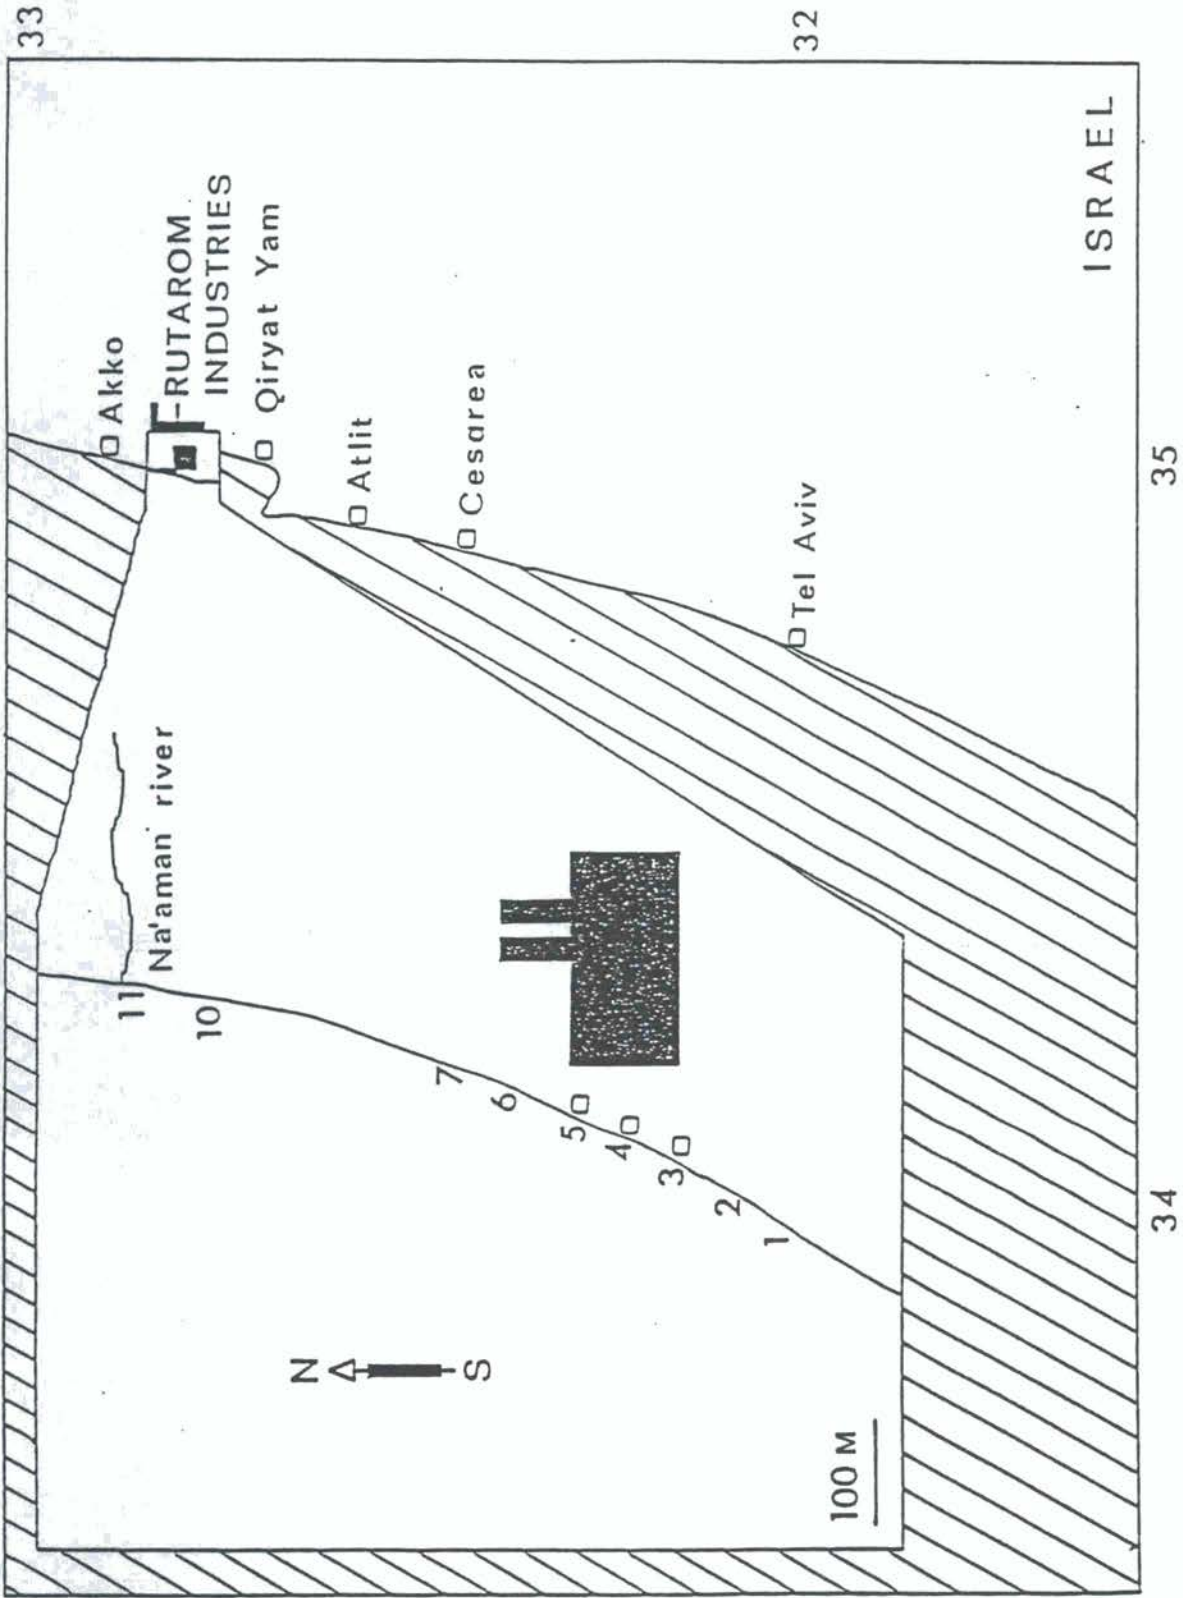 33
32
Akko
RUTAROM
INDUSTRIES
Qiryat Yam
Atlit
Cesarea
Tel Aviv
ISRAEL
35
34
Na'aman river
11
10
7
6
5
4
3
2
1
N
S
100 M